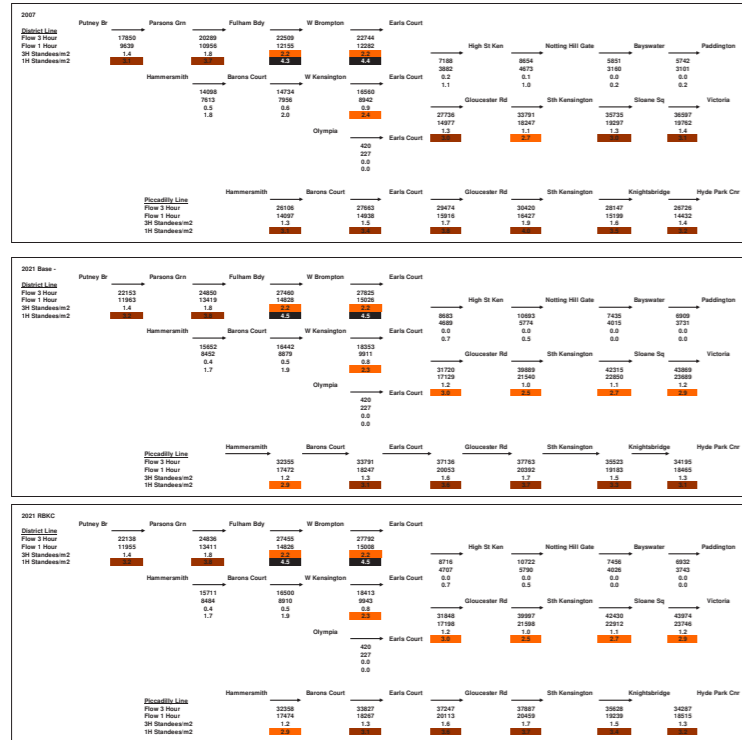 2007
Putney Br Parsons Grn Fulham Bdy W Brompton Earls Court
District Line
Flow 3 Hour 17850 20289 22509 22744
Flow 1 Hour 9639 10956 12155 12282
3H Standees/m2 1.4 1.8 2.2 2.2
1H Standees/m2 4.3 4.4
High St Ken Notting Hill Gate Bayswater Paddington
7188 8654 5851 5742
3882 4673 3160 3101
0.2 0.1 0.0 0.0
1.1 1.0 0.2 0.2
Hammersmith Barons Court W Kensington Earls Court
14098 14734 16560
7613 7956 8942
0.5 0.6 0.9
1.8 2.0 2.4
Gloucester Rd Sth Kensington Sloane Sq Victoria
27736 33791 35735 36597
14977 18247 19297 19762
1.3 1.1 1.3 1.4
2.7
Olympia Earls Court
420
227
0.0
0.0
Hammersmith Barons Court Earls Court Gloucester Rd Sth Kensington Knightsbridge Hyde Park Cnr
Piccadilly Line
Flow 3 Hour 26106 27663 29474 30420 28147 26726
Flow 1 Hour 14097 14938 15916 16427 15199 14432
3H Standees/m2 1.3 1.5 1.7 1.9 1.6 1.4
1H Standees/m2
2021 Base -
Putney Br Parsons Grn Fulham Bdy W Brompton Earls Court
District Line
Flow 3 Hour 22153 24850 27460 27825
Flow 1 Hour 11963 13419 14828 15026
3H Standees/m2 1.4 1.8 2.2 2.2
1H Standees/m2 4.5 4.5
High St Ken Notting Hill Gate Bayswater Paddington
8683 10693 7435 6909
4689 5774 4015 3731
0.0 0.0 0.0 0.0
0.7 0.5 0.0 0.0
Hammersmith Barons Court W Kensington Earls Court
15652 16442 18353
8452 8879 9911
0.4 0.5 0.8
1.7 1.9 2.3
Gloucester Rd Sth Kensington Sloane Sq Victoria
31720 39889 42315 43869
17129 21540 22850 23689
1.2 1.0 1.1 1.2
3.0 2.5 2.7 2.9
Olympia Earls Court
420
227
0.0
0.0
Hammersmith Barons Court Earls Court Gloucester Rd Sth Kensington Knightsbridge Hyde Park Cnr
Piccadilly Line
Flow 3 Hour 32355 33791 37136 37763 35523 34195
Flow 1 Hour 17472 18247 20053 20392 19183 18465
3H Standees/m2 1.2 1.3 1.6 1.7 1.5 1.3
1H Standees/m2 2.9
2021 RBKC
Putney Br Parsons Grn Fulham Bdy W Brompton Earls Court
District Line
Flow 3 Hour 22138 24836 27455 27792
Flow 1 Hour 11955 13411 14826 15008
3H Standees/m2 1.4 1.8 2.2 2.2
1H Standees/m2 4.5 4.5
High St Ken Notting Hill Gate Bayswater Paddington
8716 10722 7456 6932
4707 5790 4026 3743
0.0 0.0 0.0 0.0
0.7 0.5 0.0 0.0
Hammersmith Barons Court W Kensington Earls Court
15711 16500 18413
8484 8910 9943
0.4 0.5 0.8
1.7 1.9 2.3
Gloucester Rd Sth Kensington Sloane Sq Victoria
31848 39997 42430 43974
17198 21598 22912 23746
1.2 1.0 1.1 1.2
3.0 2.5 2.7 2.9
Olympia Earls Court
420
227
0.0
0.0
Hammersmith Barons Court Earls Court Gloucester Rd Sth Kensington Knightsbridge Hyde Park Cnr
Piccadilly Line
Flow 3 Hour 32358 33827 37247 37887 35628 34287
Flow 1 Hour 17474 18267 20113 20459 19239 18515
3H Standees/m2 1.2 1.3 1.6 1.7 1.5 1.3
1H Standees/m2 2.9